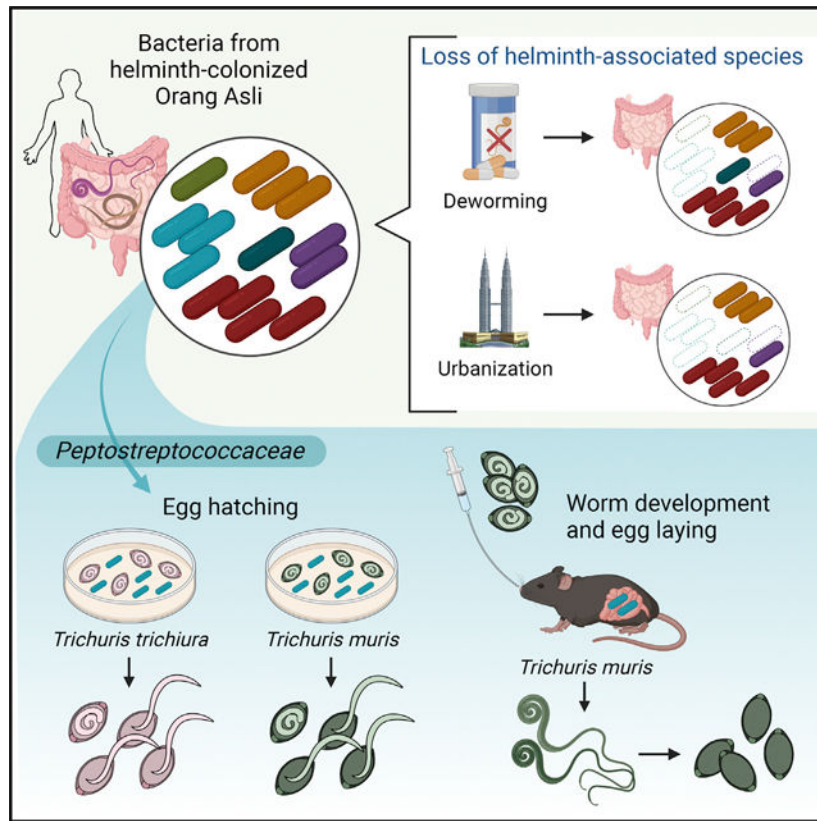 Bacteria from
helminth-colonized
Orang Asli
Loss of helminth-associated species
Deworming
Urbanization
Peptostreptococcaceae
Egg hatching
Trichuris trichiura
Trichuris muris
Worm development
and egg laying
Trichuris muris